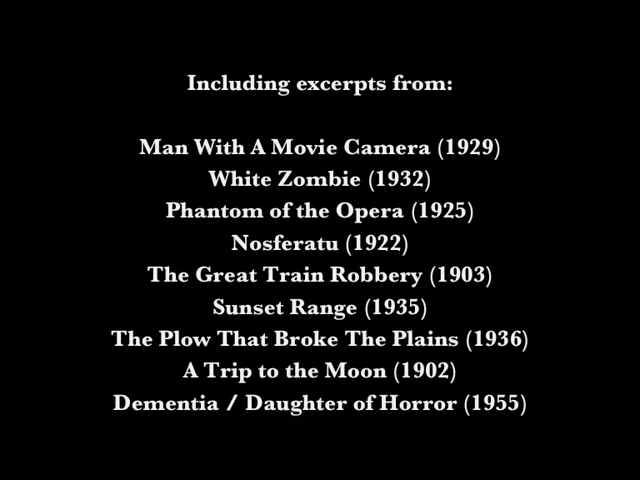 Including excerpts from:
Man With A Movie Camera (1929)
White Zombie (1932)
Phantom of the Opera (1925)
Nosferatu (1922)
The Great Train Robbery (1903)
Sunset Range (1935)
The Plow That Broke The Plains (1936)
A Trip to the Moon (1902)
Dementia / Daughter of Horror (1955)